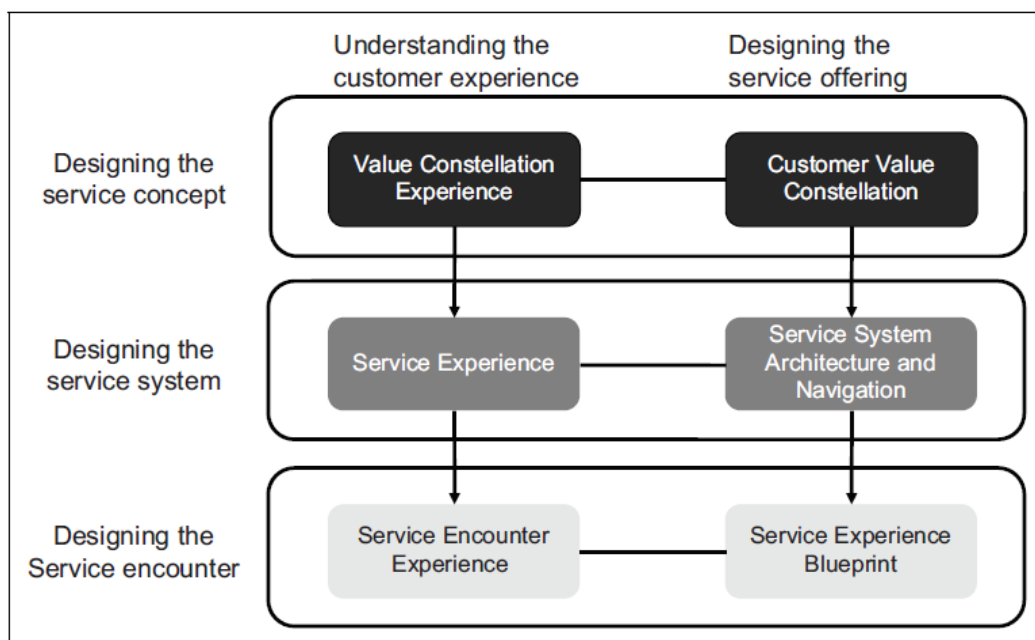 Understanding the
customer experience
Designing the
service offering
Designing the
service concept
Value Constellation
Experience
Customer Value
Constellation
Designing the
service system
Service Experience
Service System
Architecture and
Navigation
Designing the
Service encounter
Service Encounter
Experience
Service Experience
Blueprint